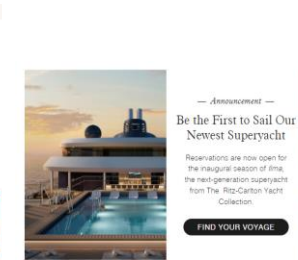 — Announcement —
Be the First to Sail Our
Newest Superyacht
Reservations are now open for
the inaugural season of Ilma,
the next-generation superyacht
from The Ritz-Carlton Yacht
Collection.
FIND YOUR VOYAGE